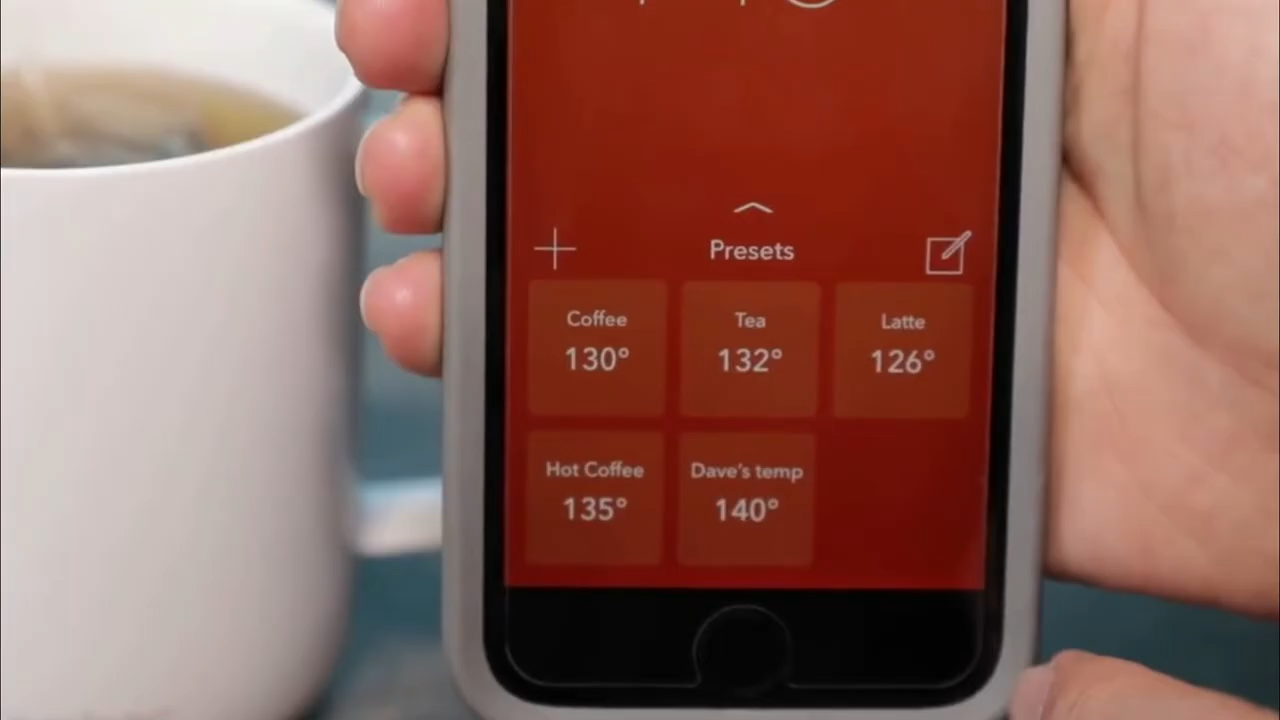 Presets
Coffee
130°
Tea
132°
Latte
126°
Hot Coffee
135°
Dave's temp
140°